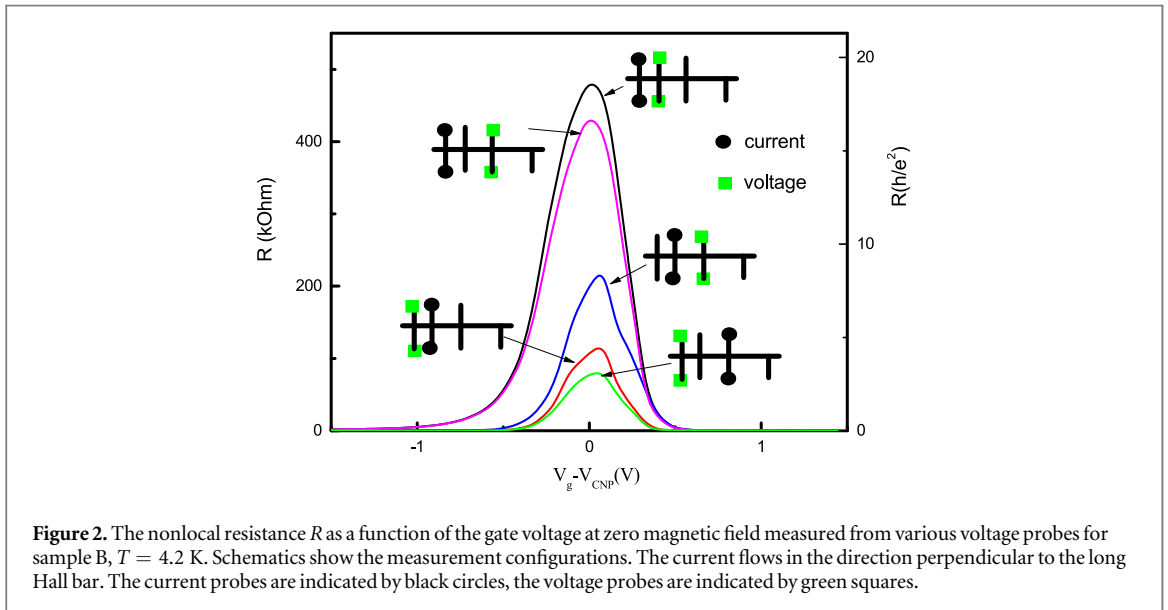 20
400
current
voltage
R (kOhm)
R(h/e²)
10
200
0
0
-1
0
1
V_g-V_CNP(V)
Figure 2. The nonlocal resistance R as a function of the gate voltage at zero magnetic field measured from various voltage probes for
sample B, T = 4.2 K. Schematics show the measurement configurations. The current flows in the direction perpendicular to the long
Hall bar. The current probes are indicated by black circles, the voltage probes are indicated by green squares.